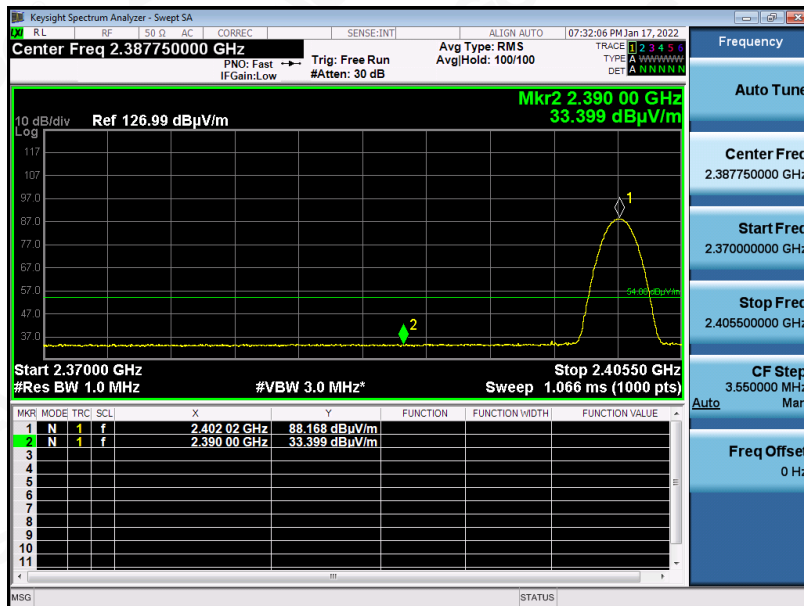 Keysight Spectrum Analyzer - Swept SA
LXI RL RF 50 Ω AC CORREC SENSE:INT ALIGN AUTO 07:32:06 PM Jan 17, 2022
Center Freq 2.387750000 GHz
PNO: Fast
IFGain:Low
Trig: Free Run
#Atten: 30 dB
Avg Type: RMS
Avg|Hold: 100/100
TRACE 1 2 3 4 5 6
TYPE A WWWWW
DET A N N N N N
Mkr2 2.390 00 GHz
33.399 dBµV/m
10 dB/div Ref 126.99 dBµV/m
Log
117
107
97.0
87.0
77.0
67.0
57.0
47.0
37.0
1
2
54.00 dBµV/m
Start 2.37000 GHz Stop 2.40550 GHz
#Res BW 1.0 MHz #VBW 3.0 MHz* Sweep 1.066 ms (1000 pts)
MKR MODE TRC SCL X Y FUNCTION FUNCTION WIDTH FUNCTION VALUE
1 N 1 f 2.402 02 GHz 88.168 dBµV/m
2 N 1 f 2.390 00 GHz 33.399 dBµV/m
3
4
5
6
7
8
9
10
11
MSG STATUS
Frequency
Auto Tune
Center Freq
2.387750000 GHz
Start Freq
2.370000000 GHz
Stop Freq
2.405500000 GHz
CF Step
3.550000 MHz
Auto Man
Freq Offset
0 Hz